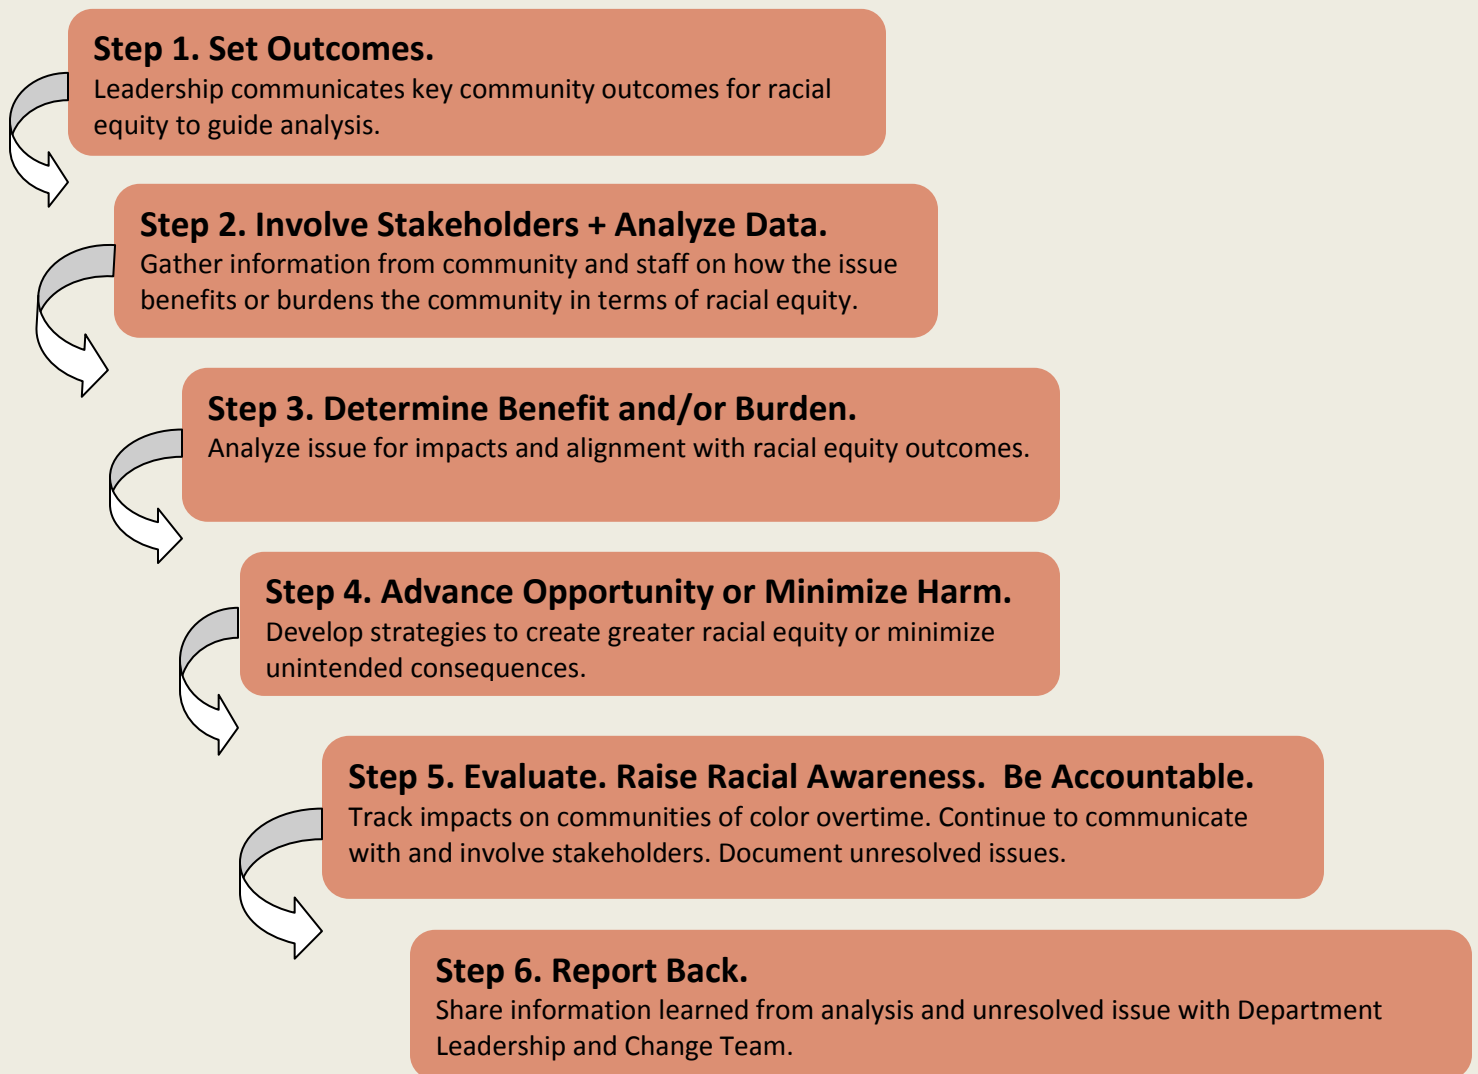 Step 1. Set Outcomes.
Leadership communicates key community outcomes for racial
equity to guide analysis.
Step 2. Involve Stakeholders + Analyze Data.
Gather information from community and staff on how the issue
benefits or burdens the community in terms of racial equity.
Step 3. Determine Benefit and/or Burden.
Analyze issue for impacts and alignment with racial equity outcomes.
Step 4. Advance Opportunity or Minimize Harm.
Develop strategies to create greater racial equity or minimize
unintended consequences.
Step 5. Evaluate. Raise Racial Awareness.  Be Accountable.
Track impacts on communities of color overtime. Continue to communicate
with and involve stakeholders. Document unresolved issues.
Step 6. Report Back.
Share information learned from analysis and unresolved issue with Department
Leadership and Change Team.